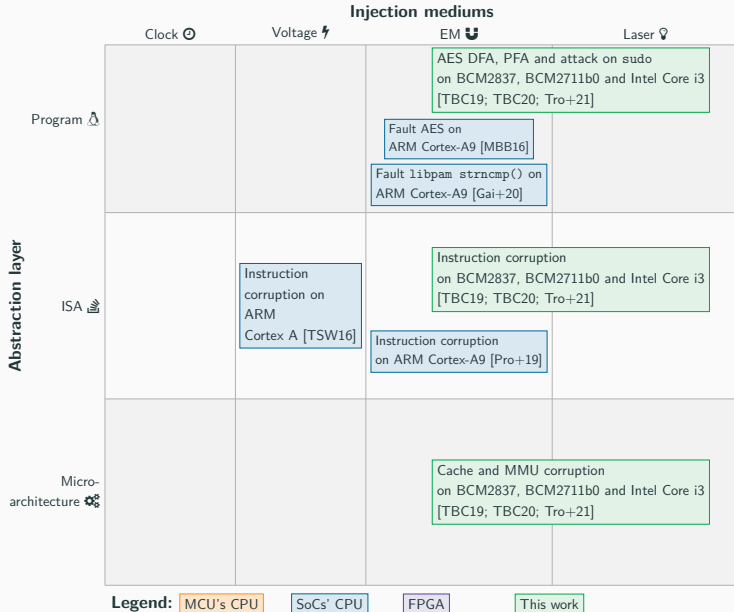 Injection mediums
Clock
Voltage
EM
Laser
Abstraction layer
Program
AES DFA, PFA and attack on sudo
on BCM2837, BCM2711b0 and Intel Core i3
[TBC19; TBC20; Tro+21]
Fault AES on
ARM Cortex-A9 [MBB16]
Fault libpam strncmp() on
ARM Cortex-A9 [Gai+20]
ISA
Instruction
corruption on
ARM
Cortex A [TSW16]
Instruction corruption
on BCM2837, BCM2711b0 and Intel Core i3
[TBC19; TBC20; Tro+21]
Instruction corruption
on ARM Cortex-A9 [Pro+19]
Micro-
architecture
Cache and MMU corruption
on BCM2837, BCM2711b0 and Intel Core i3
[TBC19; TBC20; Tro+21]
Legend: MCU's CPU SoCs' CPU FPGA This work